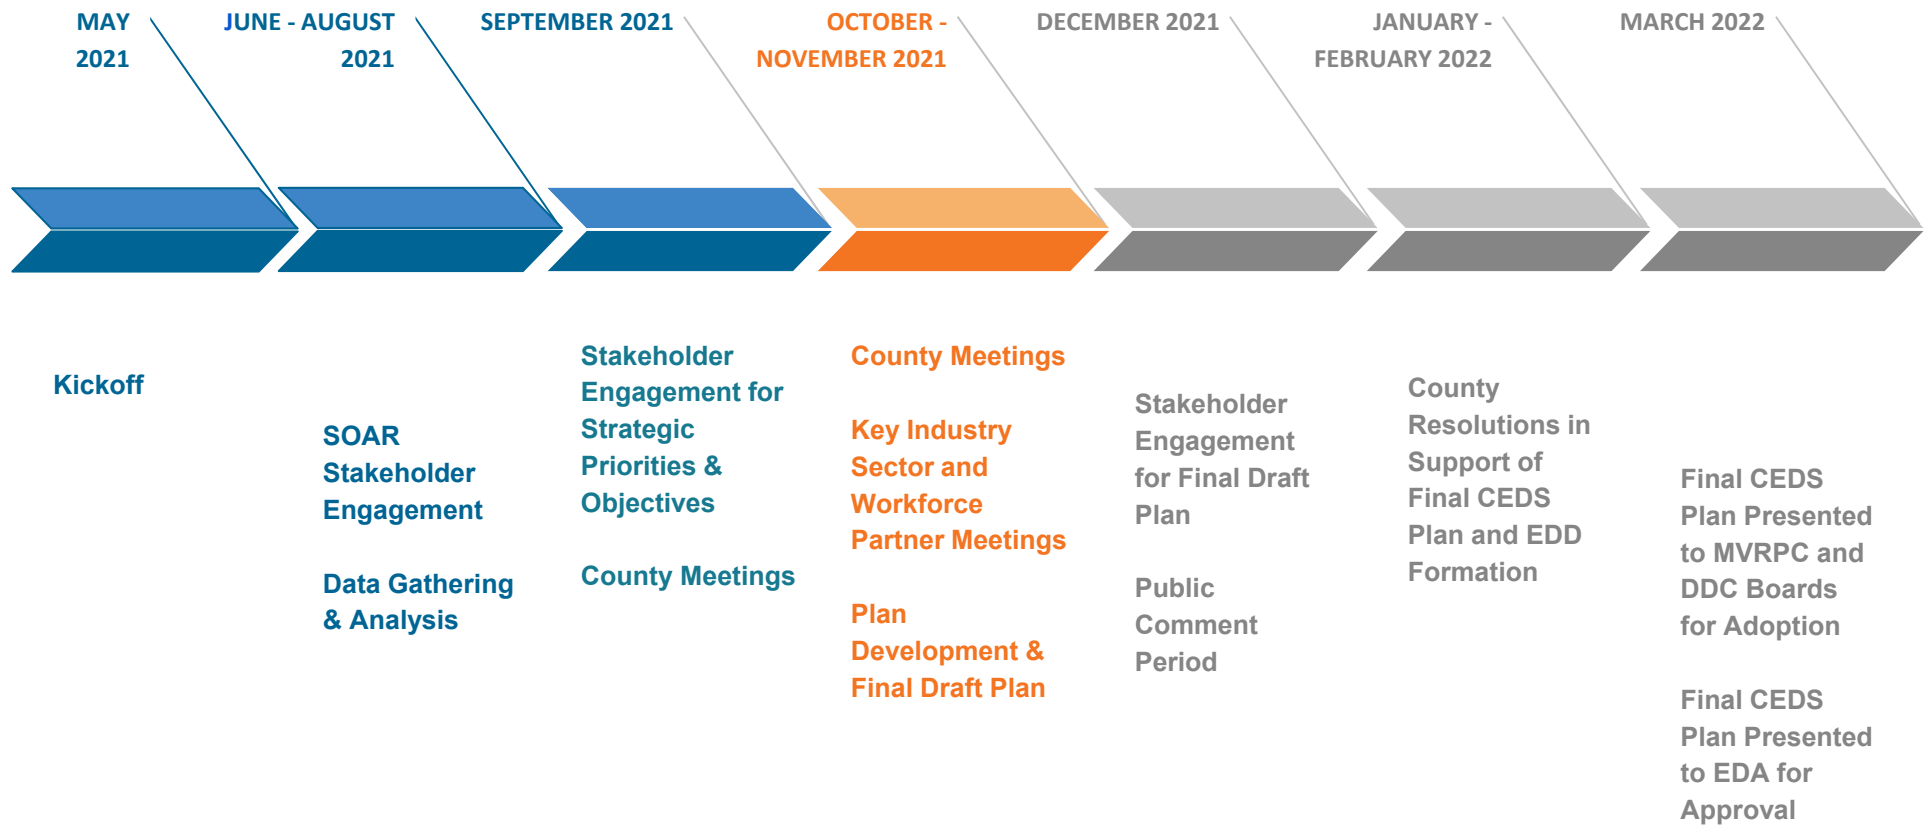 MAY
2021
JUNE - AUGUST
2021
SEPTEMBER 2021
OCTOBER -
NOVEMBER 2021
DECEMBER 2021
JANUARY -
FEBRUARY 2022
MARCH 2022
Kickoff
SOAR
Stakeholder
Engagement
Data Gathering
& Analysis
Stakeholder
Engagement for
Strategic
Priorities &
Objectives
County Meetings
County Meetings
Key Industry
Sector and
Workforce
Partner Meetings
Plan
Development &
Final Draft Plan
Stakeholder
Engagement
for Final Draft
Plan
Public
Comment
Period
County
Resolutions in
Support of
Final CEDS
Plan and EDD
Formation
Final CEDS
Plan Presented
to MVRPC and
DDC Boards
for Adoption
Final CEDS
Plan Presented
to EDA for
Approval